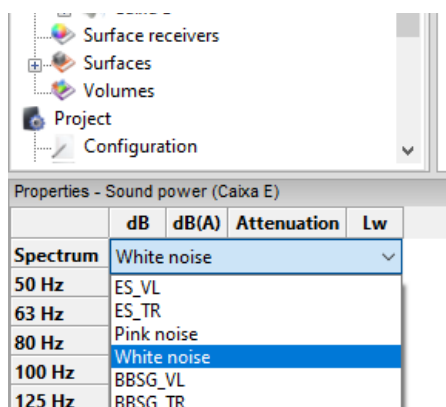 Surface receivers
Surfaces
Volumes
Project
Configuration
Properties - Sound power (Caixa E)
dB dB(A) Attenuation Lw
Spectrum White noise
50 Hz ES_VL
63 Hz ES_TR
80 Hz Pink noise
100 Hz White noise
BBSG_VL
125 Hz BBSG_TR